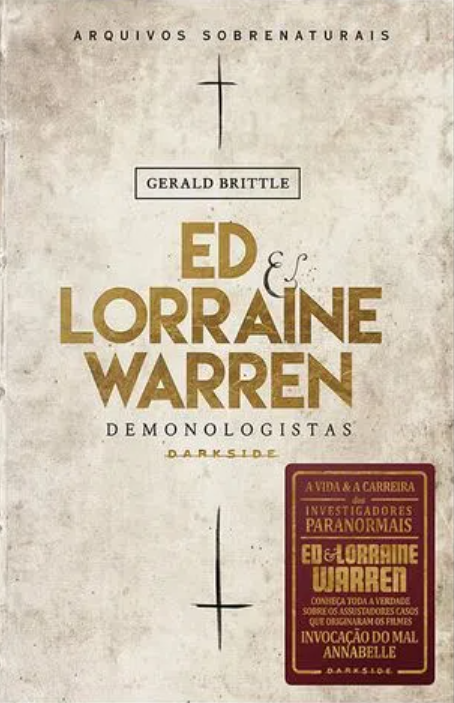 ARQUIVOS SOBRENATURAIS
GERALD BRITTLE
ED &
LORRAINE
WARREN
DEMONOLOGISTAS
DARKSIDE
A VIDA & A CARREIRA
dos
INVESTIGADORES
PARANORMAIS
ED & LORRAINE
WARREN
CONHEÇA TODA A VERDADE
SOBRE OS ASSUSTADORES CASOS
QUE ORIGINARAM OS FILMES
INVOCAÇÃO DO MAL
ANNABELLE
DARKSIDE